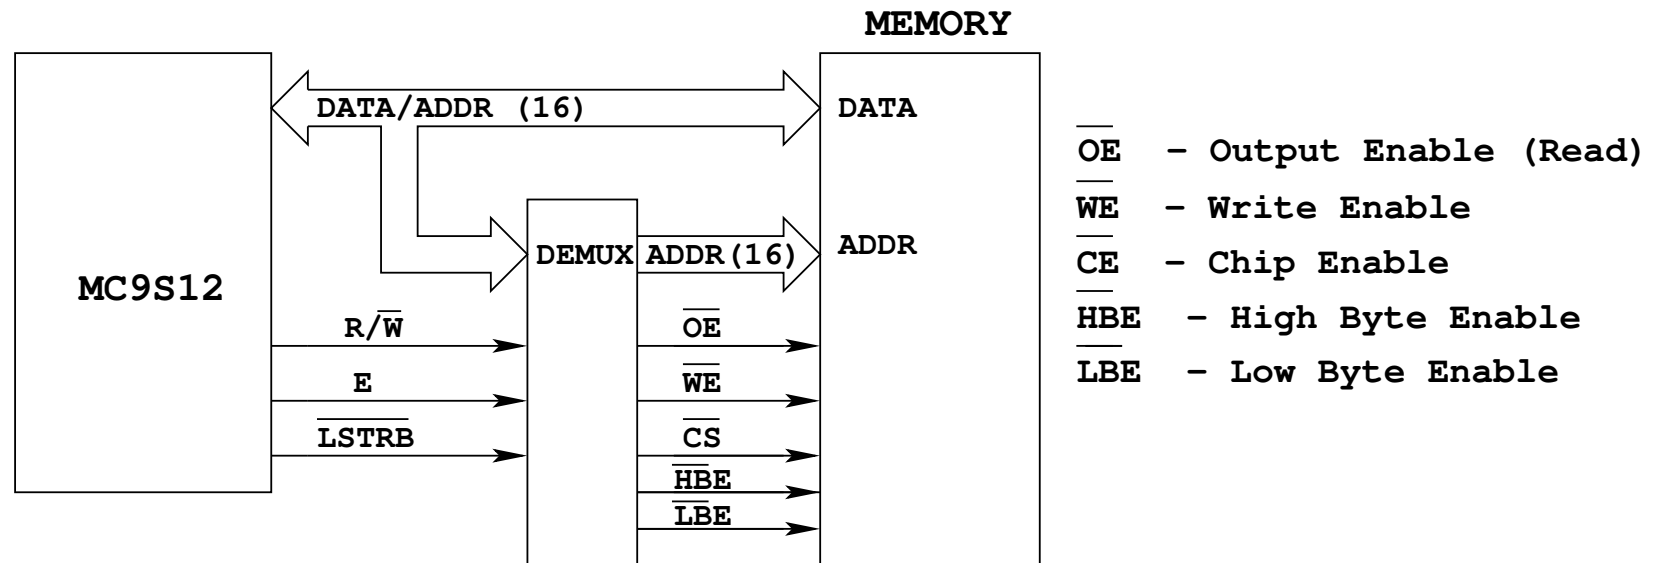 MEMORY
DATA/ADDR (16)
DATA
OE – Output Enable (Read)
WE – Write Enable
DEMUX
ADDR(16)
ADDR
CE – Chip Enable
MC9S12
HBE – High Byte Enable
R/W
OE
LBE – Low Byte Enable
E
WE
LSTRB
CS
HBE
LBE